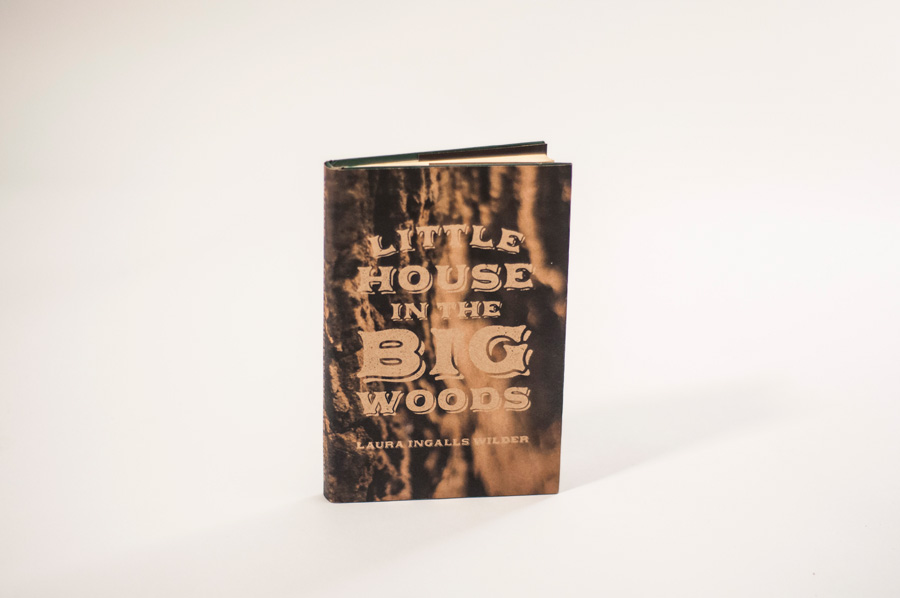 LITTLE
HOUSE
IN THE
BIG
WOODS
LAURA INGALLS WILDER